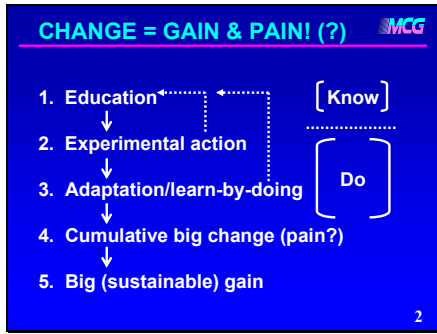 CHANGE = GAIN & PAIN! (?)
MCG
1. Education
[Know]
2. Experimental action
3. Adaptation/learn-by-doing
[Do]
4. Cumulative big change (pain?)
5. Big (sustainable) gain
2